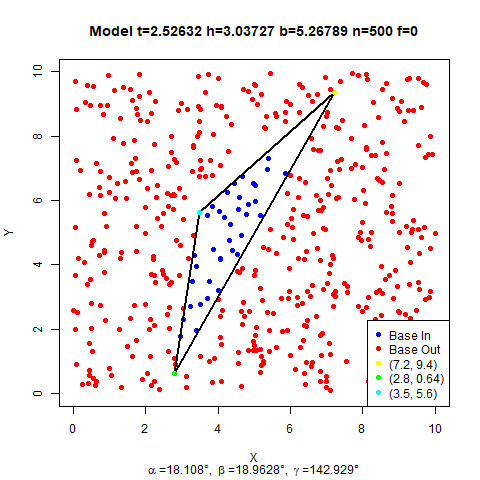 Model t=2.52632 h=3.03727 b=5.26789 n=500 f=0
10
8
6
4
2
0
Y
Base In
Base Out
(7.2, 9.4)
(2.8, 0.64)
(3.5, 5.6)
0 2 4 6 8 10
X
α =18.108°, β =18.9628°, γ =142.929°